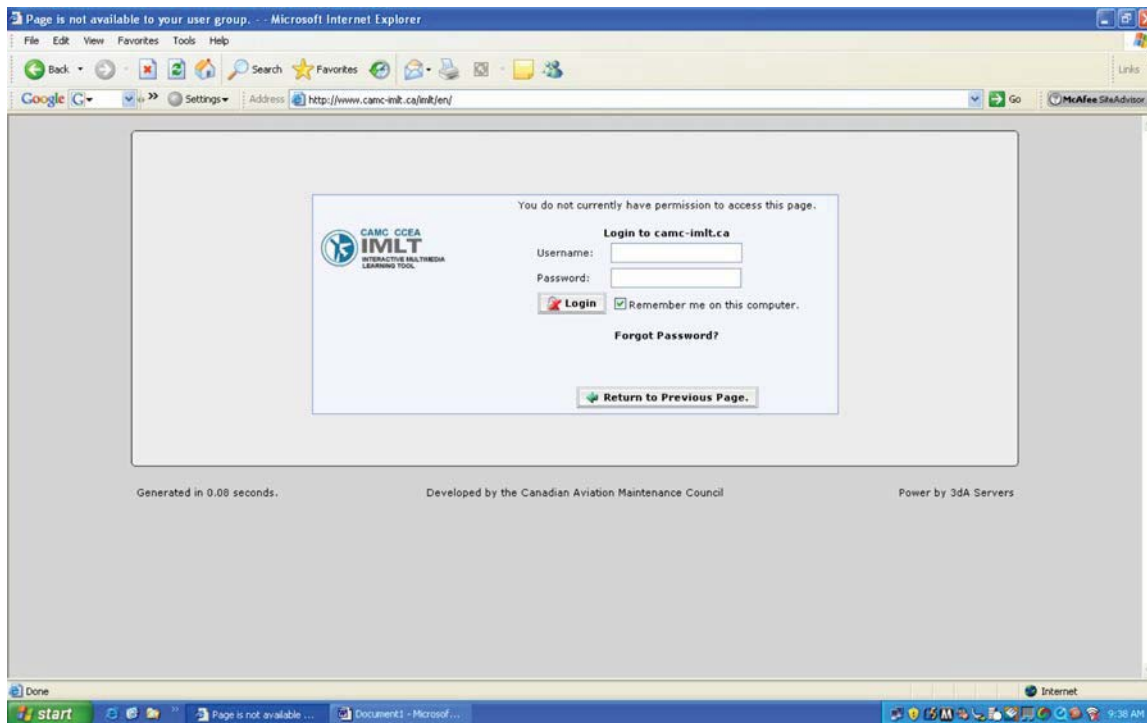 Page is not available to your user group. - - Microsoft Internet Explorer
File Edit View Favorites Tools Help
Back Search Favorites Links
Google G Settings Address http://www.camc-imlt.ca/imlt/en/ Go McAfee SiteAdvisor
You do not currently have permission to access this page.
CAMC CCEA
IMLT
INTERACTIVE MULTIMEDIA
LEARNING TOOL
Login to camc-imlt.ca
Username:
Password:
Login Remember me on this computer.
Forgot Password?
Return to Previous Page.
Generated in 0.08 seconds. Developed by the Canadian Aviation Maintenance Council Power by 3dA Servers
Done Internet
start Page is not available ... Document1 - Microsof... 9:38 AM